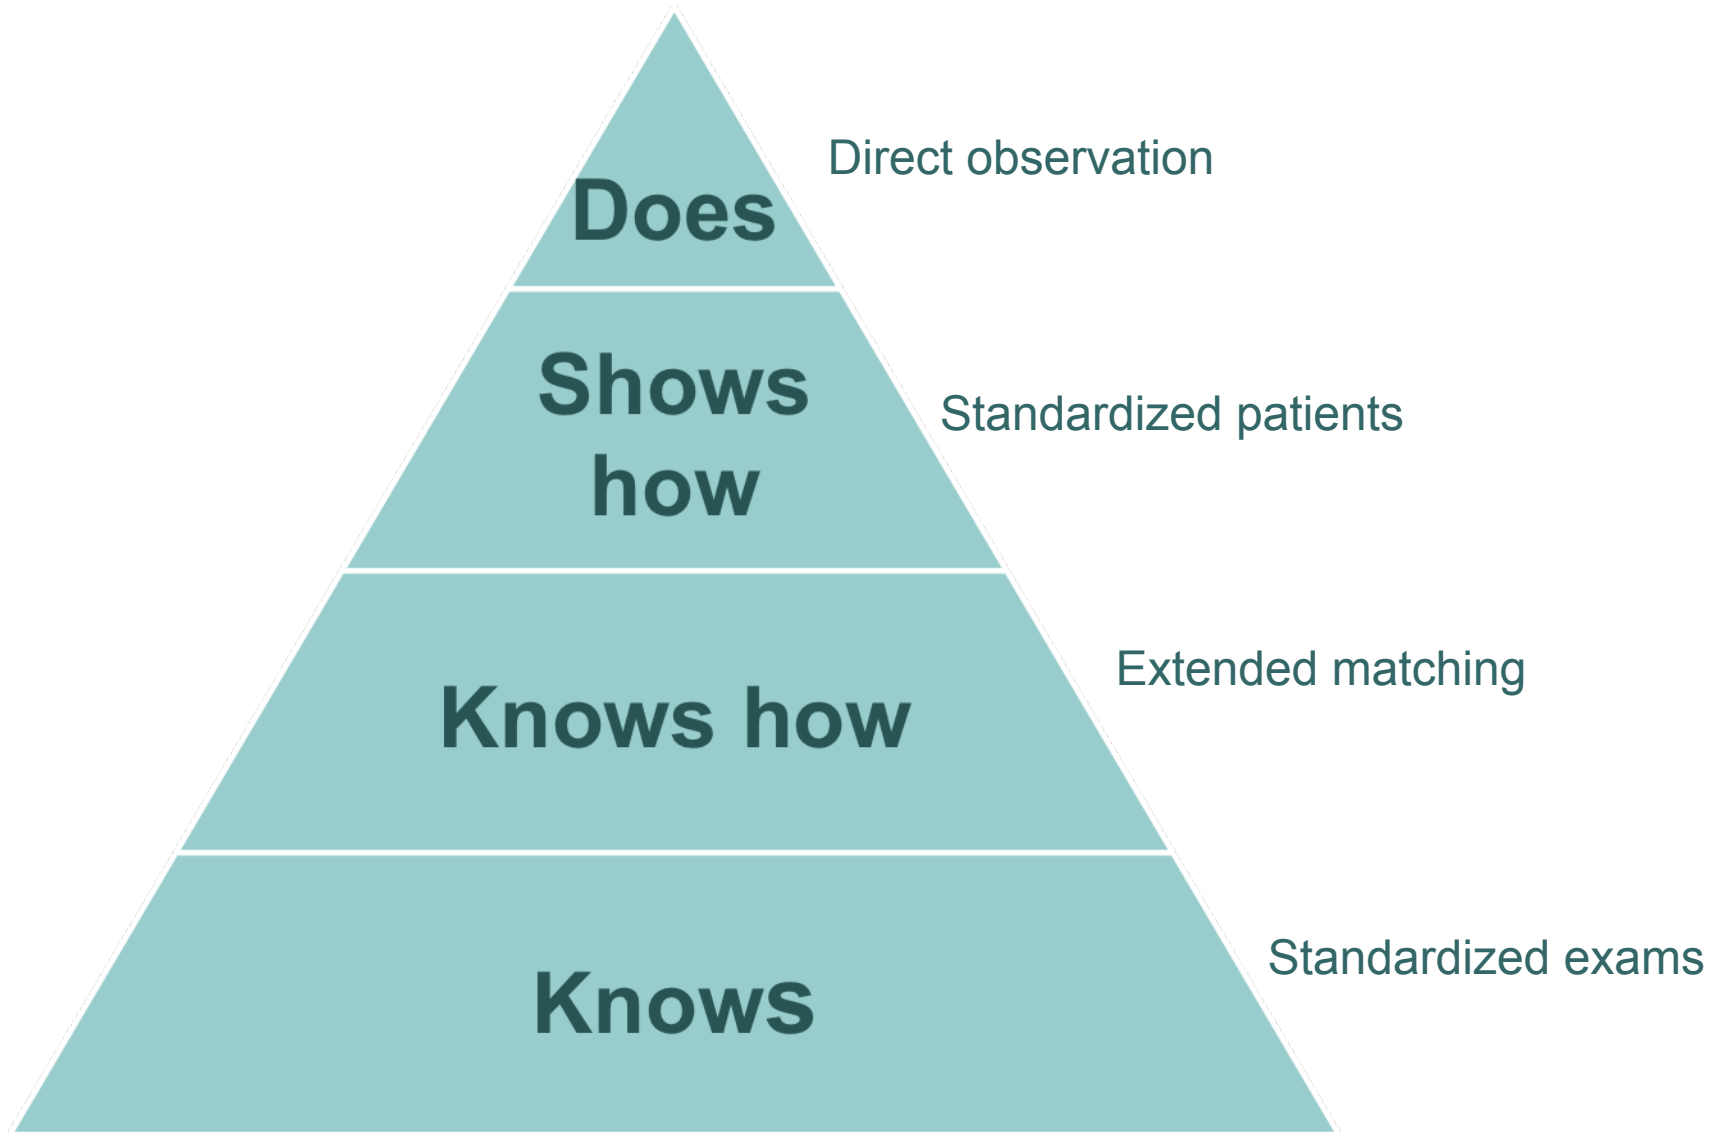 Direct observation
Does
Shows
how
Standardized patients
Knows how
Extended matching
Knows
Standardized exams